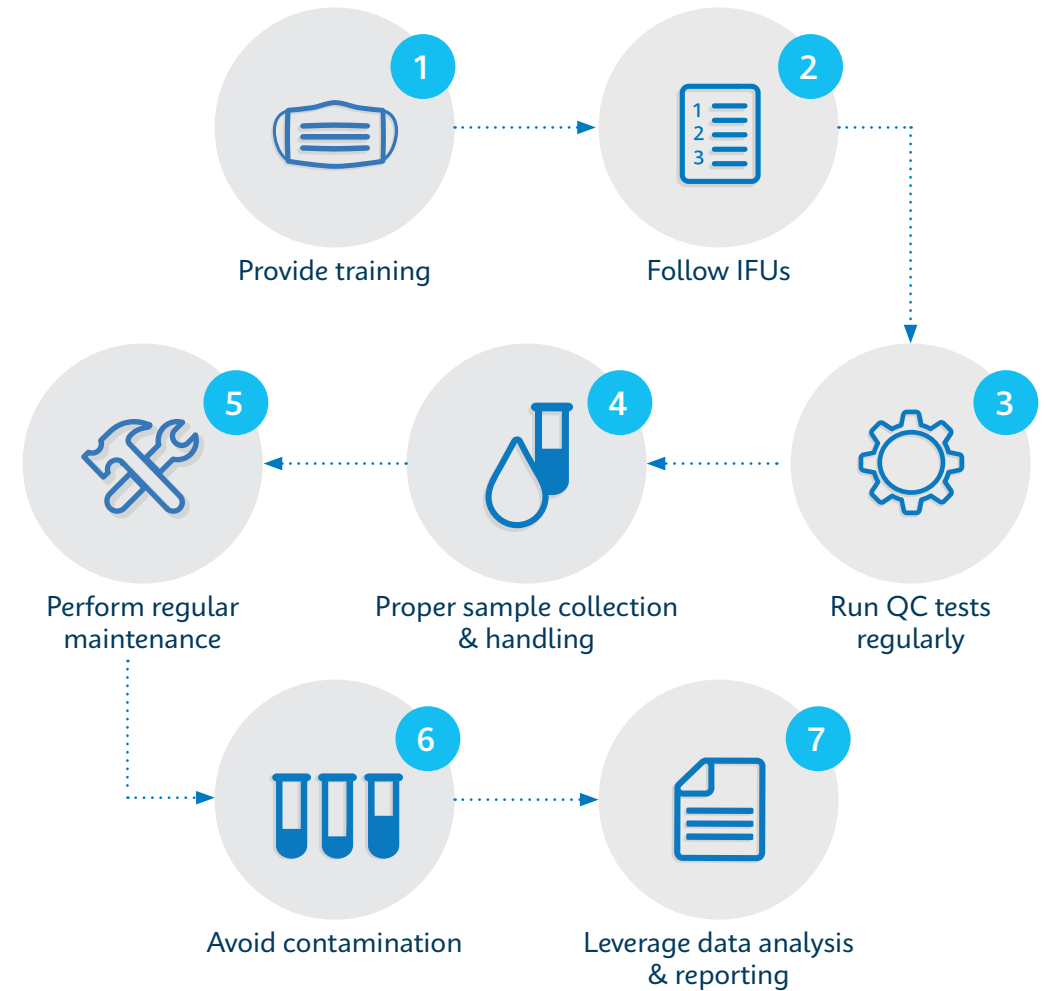 1
Provide training
2
1
2
3
Follow IFUs
3
Run QC tests
regularly
4
Proper sample collection
& handling
5
Perform regular
maintenance
6
Avoid contamination
7
Leverage data analysis
& reporting